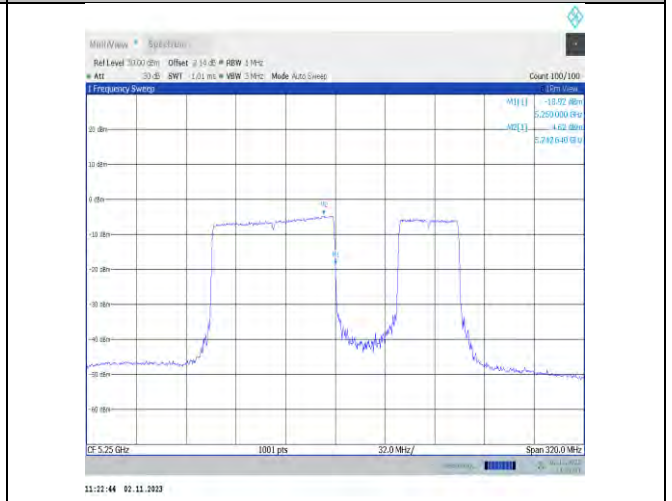 MultiView Spectrum
Ref Level 30.00 dBm Offset RBW 1 MHz
Att 30 dB SWT 1.01 ms VBW 3 MHz Mode Auto Sweep Count 100/100
1 Frequency Sweep
M1[1]
5.250 000 GHz
M2[1]
20 dBm
10 dBm
0 dBm
M2
-10 dBm
M1
-20 dBm
-30 dBm
-40 dBm
-50 dBm
-60 dBm
CF 5.25 GHz 1001 pts 32.0 MHz/ Span 320.0 MHz
11:22:44 02.11.2023